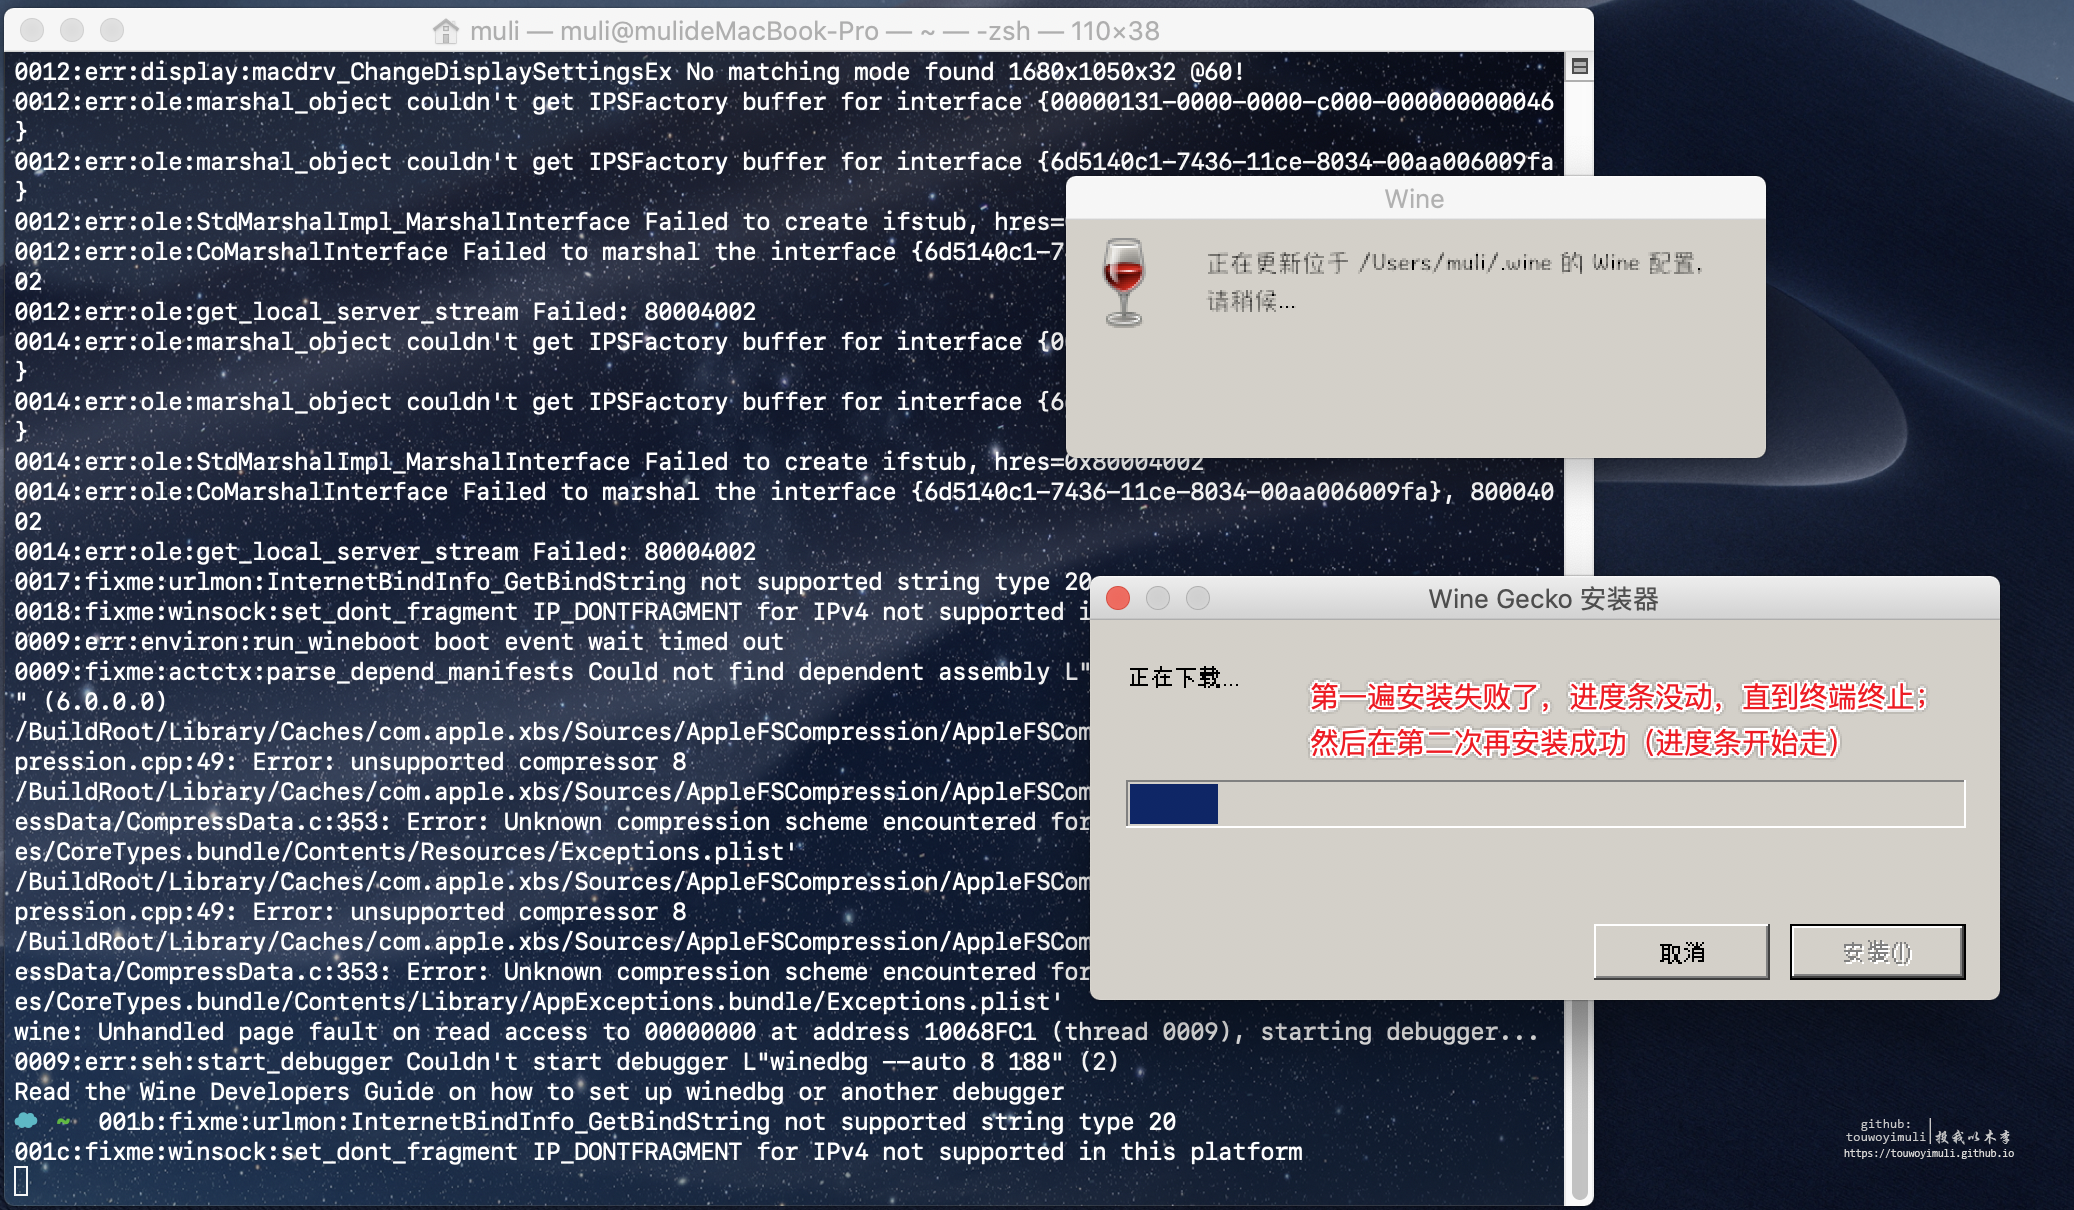 muli — muli@mulideMacBook-Pro — ~ — -zsh — 110×38
0012:err:display:macdrv_ChangeDisplaySettingsEx No matching mode found 1680x1050x32 @60!
0012:err:ole:marshal_object couldn't get IPSFactory buffer for interface {00000131-0000-0000-c000-000000000046
}
0012:err:ole:marshal_object couldn't get IPSFactory buffer for interface {6d5140c1-7436-11ce-8034-00aa006009fa
}
0012:err:ole:StdMarshalImpl_MarshalInterface Failed to create ifstub, hres=
0012:err:ole:CoMarshalInterface Failed to marshal the interface {6d5140c1-7
02
0012:err:ole:get_local_server_stream Failed: 80004002
0014:err:ole:marshal_object couldn't get IPSFactory buffer for interface {0
}
0014:err:ole:marshal_object couldn't get IPSFactory buffer for interface {6
}
0014:err:ole:StdMarshalImpl_MarshalInterface Failed to create ifstub, hres=0x80004002
0014:err:ole:CoMarshalInterface Failed to marshal the interface {6d5140c1-7436-11ce-8034-00aa006009fa}, 800040
02
0014:err:ole:get_local_server_stream Failed: 80004002
0017:fixme:urlmon:InternetBindInfo_GetBindString not supported string type 20
0018:fixme:winsock:set_dont_fragment IP_DONTFRAGMENT for IPv4 not supported i
0009:err:environ:run_wineboot boot event wait timed out
0009:fixme:actctx:parse_depend_manifests Could not find dependent assembly L"
" (6.0.0.0)
/BuildRoot/Library/Caches/com.apple.xbs/Sources/AppleFSCompression/AppleFSCom
pression.cpp:49: Error: unsupported compressor 8
/BuildRoot/Library/Caches/com.apple.xbs/Sources/AppleFSCompression/AppleFSCom
essData/CompressData.c:353: Error: Unknown compression scheme encountered for
es/CoreTypes.bundle/Contents/Resources/Exceptions.plist'
/BuildRoot/Library/Caches/com.apple.xbs/Sources/AppleFSCompression/AppleFSCom
pression.cpp:49: Error: unsupported compressor 8
/BuildRoot/Library/Caches/com.apple.xbs/Sources/AppleFSCompression/AppleFSCom
essData/CompressData.c:353: Error: Unknown compression scheme encountered for
es/CoreTypes.bundle/Contents/Library/AppExceptions.bundle/Exceptions.plist'
wine: Unhandled page fault on read access to 00000000 at address 10068FC1 (thread 0009), starting debugger...
0009:err:seh:start_debugger Couldn't start debugger L"winedbg --auto 8 188" (2)
Read the Wine Developers Guide on how to set up winedbg or another debugger
~ 001b:fixme:urlmon:InternetBindInfo_GetBindString not supported string type 20
001c:fixme:winsock:set_dont_fragment IP_DONTFRAGMENT for IPv4 not supported in this platform
Wine
正在更新位于 /Users/muli/.wine 的 Wine 配置,
请稍候...
Wine Gecko 安装器
正在下载...
第一遍安装失败了，进度条没动，直到终端终止；
然后在第二次再安装成功（进度条开始走）
取消
安装(I)
github:
touwoyimuli|投我以木李
https://touwoyimuli.github.io